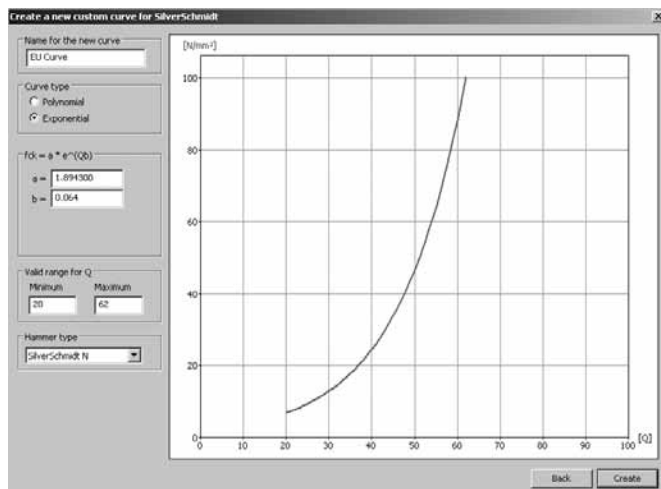 Create a new custom curve for SilverSchmidt
Name for the new curve
EU Curve
Curve type
Polynomial
Exponential
fck = a * e^(Qb)
a = 1.894300
b = 0.064
Valid range for Q
Minimum Maximum
20 62
Hammer type
SilverSchmidt N
[N/mm²]
100
80
60
40
20
0
0 10 20 30 40 50 60 70 80 90 100
[Q]
Back Create